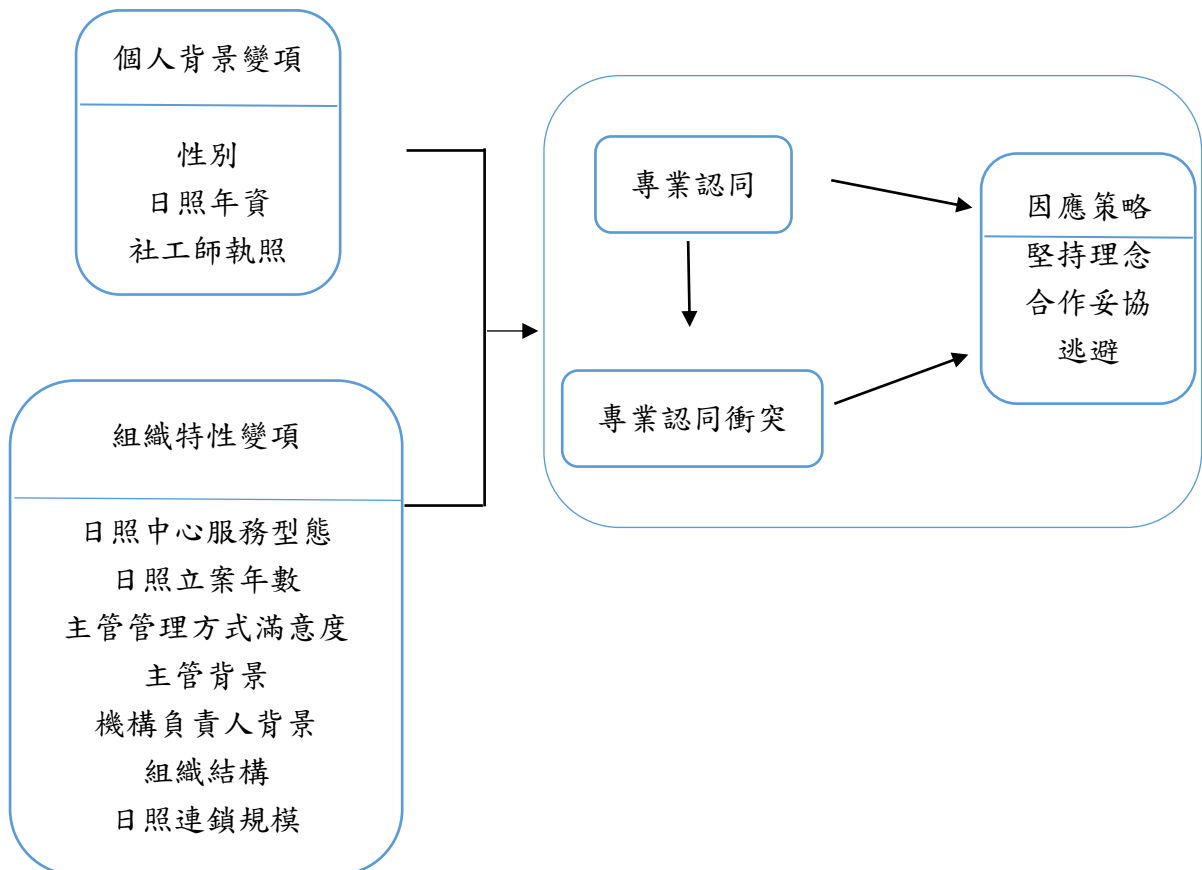 個人背景變項
性別
日照年資
社工師執照
組織特性變項
日照中心服務型態
日照立案年數
主管管理方式滿意度
主管背景
機構負責人背景
組織結構
日照連鎖規模
專業認同
專業認同衝突
因應策略
堅持理念
合作妥協
逃避